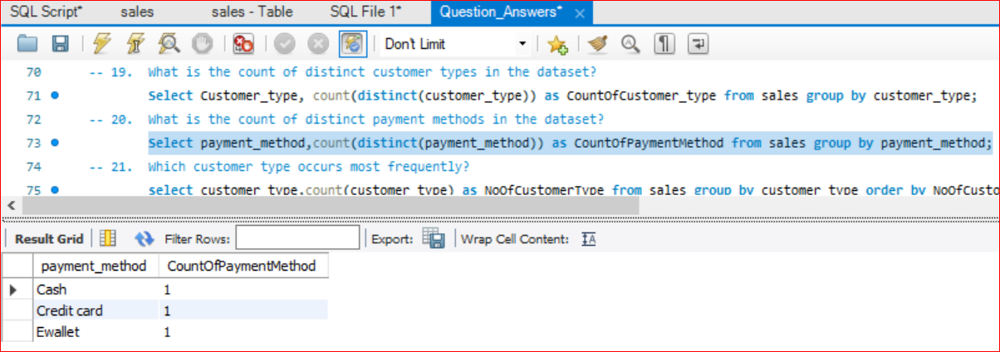 SQL Script* sales sales - Table SQL File 1* Question_Answers* ×
Don't Limit
70 -- 19. What is the count of distinct customer types in the dataset?
71 Select Customer_type, count(distinct(customer_type)) as CountOfCustomer_type from sales group by customer_type;
72 -- 20. What is the count of distinct payment methods in the dataset?
73 Select payment_method,count(distinct(payment_method)) as CountOfPaymentMethod from sales group by payment_method;
74 -- 21. Which customer type occurs most frequently?
75 select customer_type,count(customer_type) as NoOfCustomerType from sales group by customer_type order by NoOfCusto
Result Grid Filter Rows: Export: Wrap Cell Content: IA
payment_method CountOfPaymentMethod
Cash 1
Credit card 1
Ewallet 1